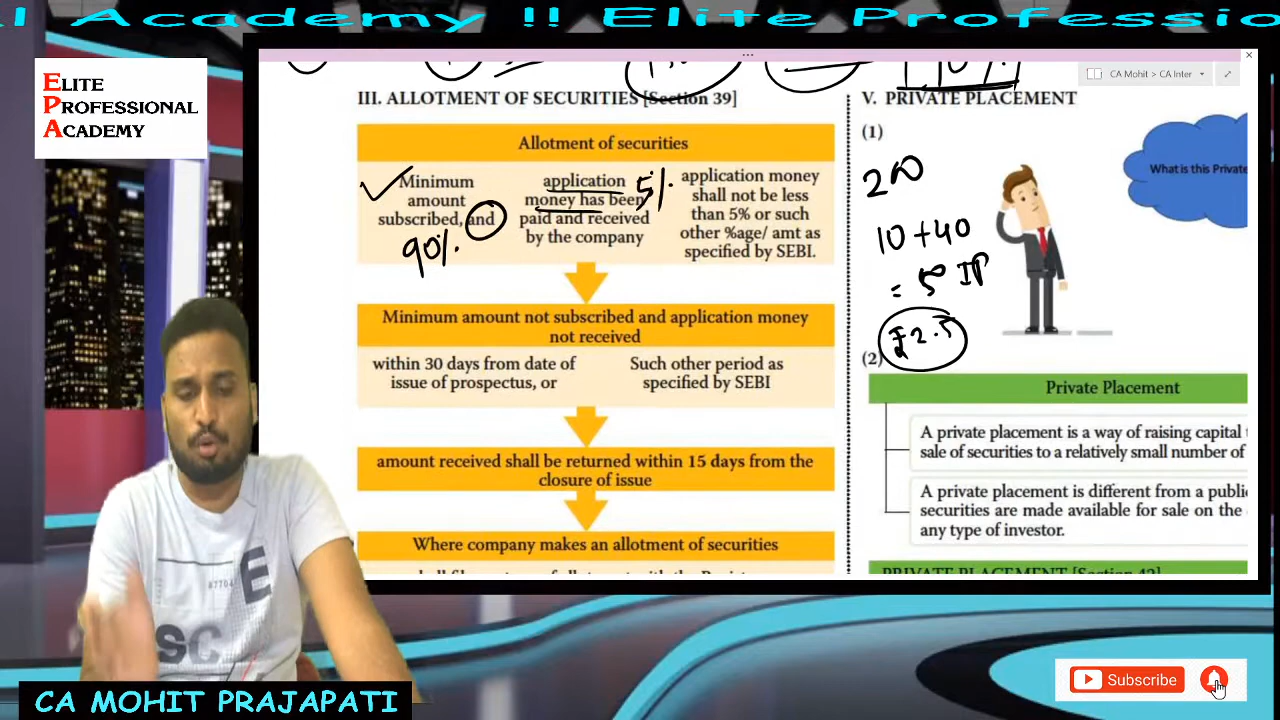 l Academy !! Elite Professio
ELITE
PROFESSIONAL
ACADEMY
CA Mohit > CA Inter
III. ALLOTMENT OF SECURITIES [Section 39]
Allotment of securities
Minimum
amount
subscribed, and
90%
application
money has been
paid and received
by the company
5%
application money
shall not be less
than 5% or such
other %age/ amt as
specified by SEBI.
Minimum amount not subscribed and application money
not received
within 30 days from date of
issue of prospectus, or
Such other period as
specified by SEBI
amount received shall be returned within 15 days from the
closure of issue
Where company makes an allotment of securities
V. PRIVATE PLACEMENT
(1)
What is this Private
200
10+40
= 50 IP
₹2.5
(2)
Private Placement
A private placement is a way of raising capital
sale of securities to a relatively small number of
A private placement is different from a publi
securities are made available for sale on the
any type of investor.
PRIVATE PLACEMENT [Section 42]
CA MOHIT PRAJAPATI
Subscribe